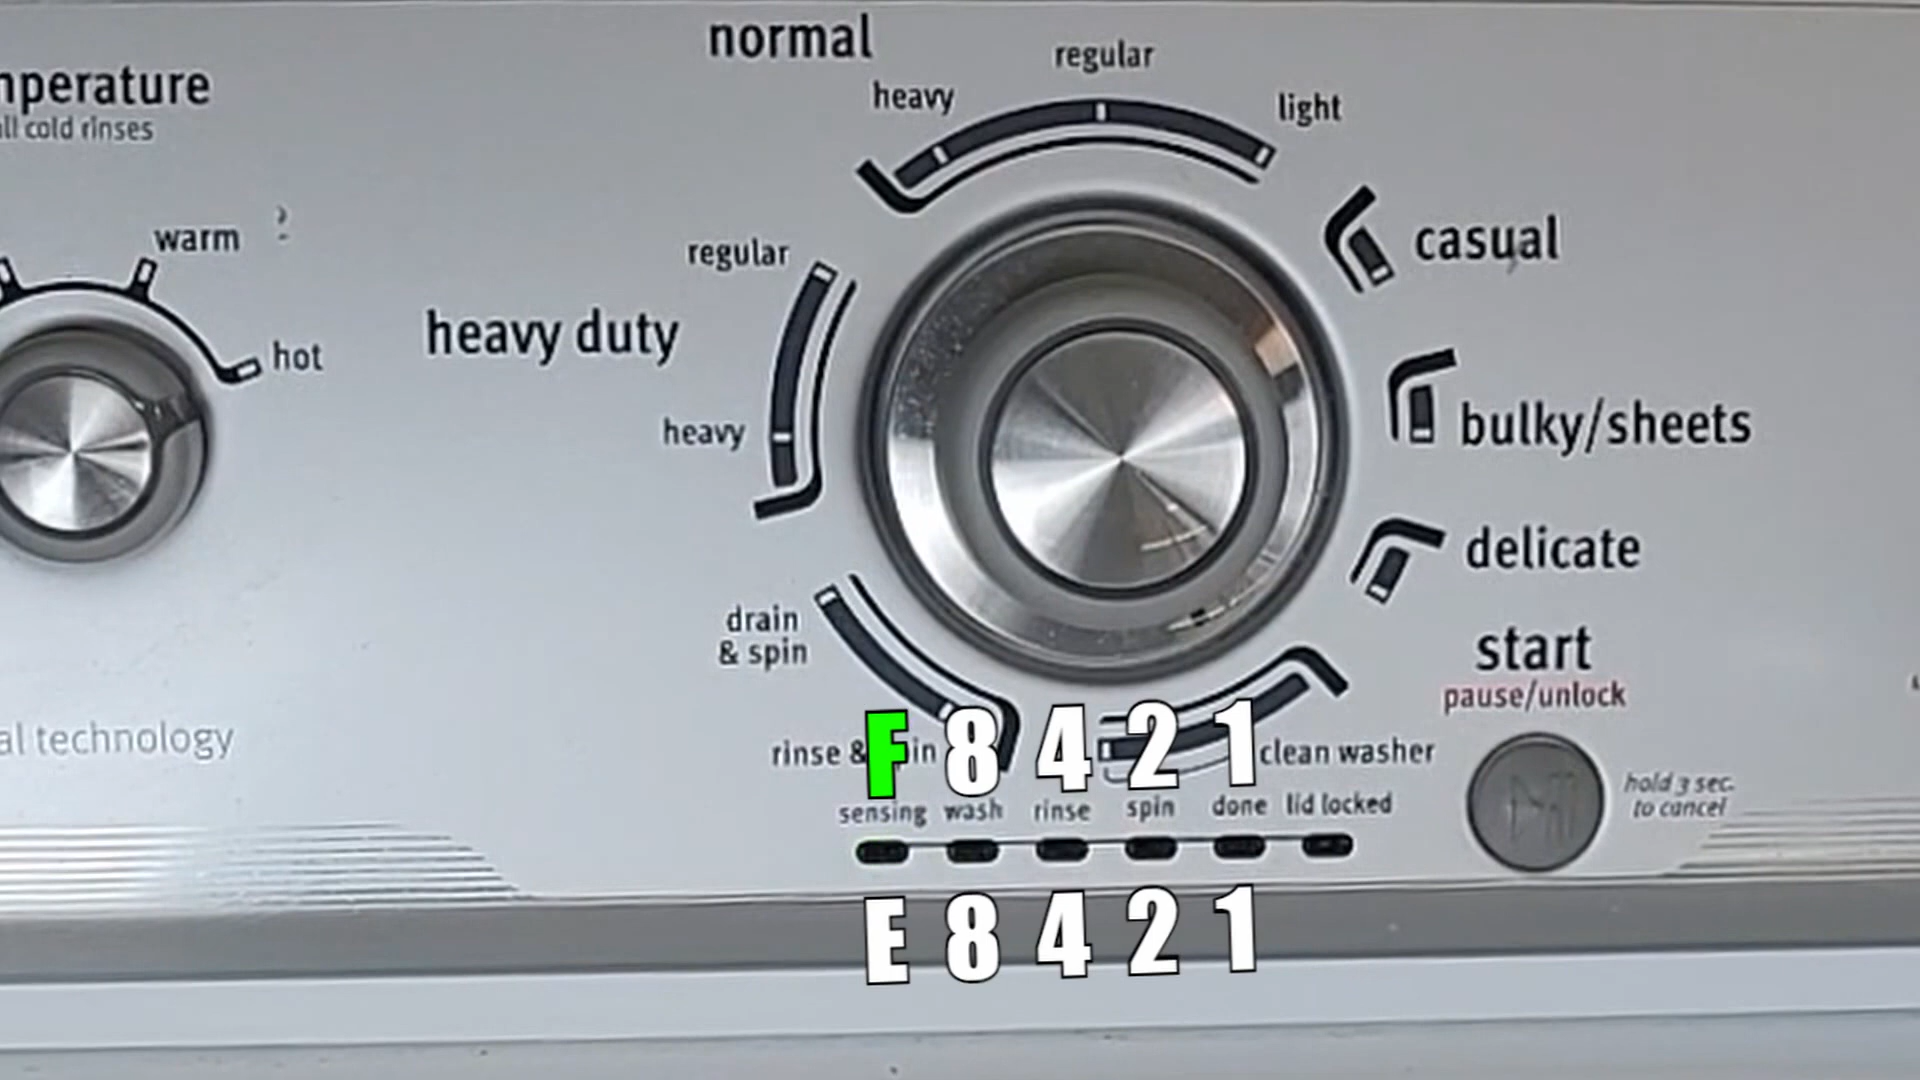 normal
regular
heavy
light
nperature
all cold rinses
warm
hot
regular
heavy duty
heavy
casual
bulky/sheets
delicate
drain
& spin
start
pause/unlock
al technology
rinse &
in
clean washer
hold 3 sec.
to cancel
F 8 4 2 1
sensing wash rinse spin done lid locked
E 8 4 2 1